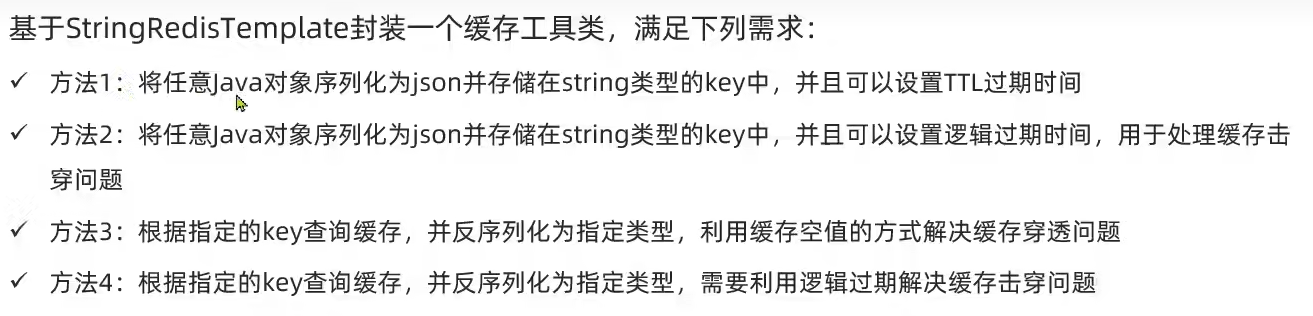 基于StringRedisTemplate封装一个缓存工具类，满足下列需求：
✓ 方法1：将任意Java对象序列化为json并存储在string类型的key中，并且可以设置TTL过期时间
✓ 方法2：将任意Java对象序列化为json并存储在string类型的key中，并且可以设置逻辑过期时间，用于处理缓存击
穿问题
✓ 方法3：根据指定的key查询缓存，并反序列化为指定类型，利用缓存空值的方式解决缓存穿透问题
✓ 方法4：根据指定的key查询缓存，并反序列化为指定类型，需要利用逻辑过期解决缓存击穿问题